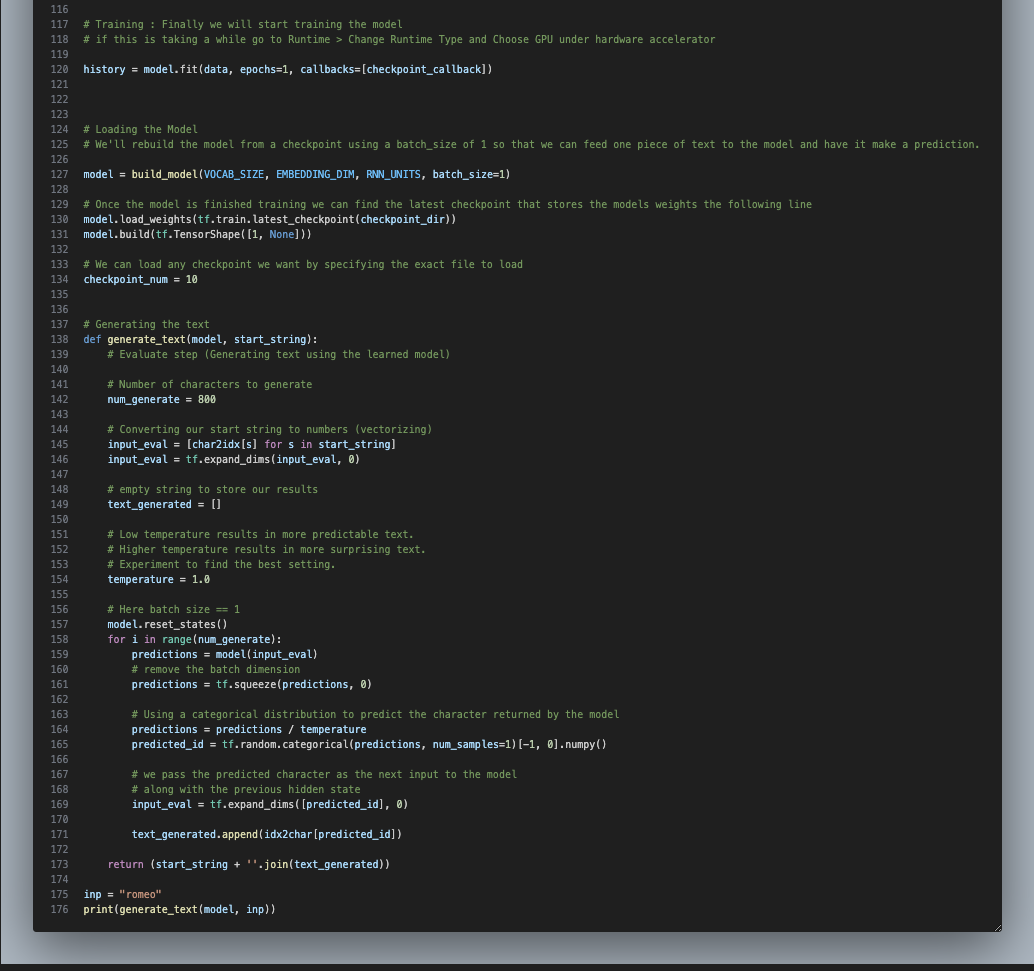 116
117 # Training : Finally we will start training the model
118 # if this is taking a while go to Runtime > Change Runtime Type and Choose GPU under hardware accelerator
119
120 history = model.fit(data, epochs=1, callbacks=[checkpoint_callback])
121
122
123
124 # Loading the Model
125 # We'll rebuild the model from a checkpoint using a batch_size of 1 so that we can feed one piece of text to the model and have it make a prediction.
126
127 model = build_model(VOCAB_SIZE, EMBEDDING_DIM, RNN_UNITS, batch_size=1)
128
129 # Once the model is finished training we can find the latest checkpoint that stores the models weights the following line
130 model.load_weights(tf.train.latest_checkpoint(checkpoint_dir))
131 model.build(tf.TensorShape([1, None]))
132
133 # We can load any checkpoint we want by specifying the exact file to load
134 checkpoint_num = 10
135
136
137 # Generating the text
138 def generate_text(model, start_string):
139     # Evaluate step (Generating text using the learned model)
140
141     # Number of characters to generate
142     num_generate = 800
143
144     # Converting our start string to numbers (vectorizing)
145     input_eval = [char2idx[s] for s in start_string]
146     input_eval = tf.expand_dims(input_eval, 0)
147
148     # empty string to store our results
149     text_generated = []
150
151     # Low temperature results in more predictable text.
152     # Higher temperature results in more surprising text.
153     # Experiment to find the best setting.
154     temperature = 1.0
155
156     # Here batch size == 1
157     model.reset_states()
158     for i in range(num_generate):
159         predictions = model(input_eval)
160         # remove the batch dimension
161         predictions = tf.squeeze(predictions, 0)
162
163         # Using a categorical distribution to predict the character returned by the model
164         predictions = predictions / temperature
165         predicted_id = tf.random.categorical(predictions, num_samples=1)[-1, 0].numpy()
166
167         # we pass the predicted character as the next input to the model
168         # along with the previous hidden state
169         input_eval = tf.expand_dims([predicted_id], 0)
170
171         text_generated.append(idx2char[predicted_id])
172
173     return (start_string + ''.join(text_generated))
174
175 inp = "romeo"
176 print(generate_text(model, inp))